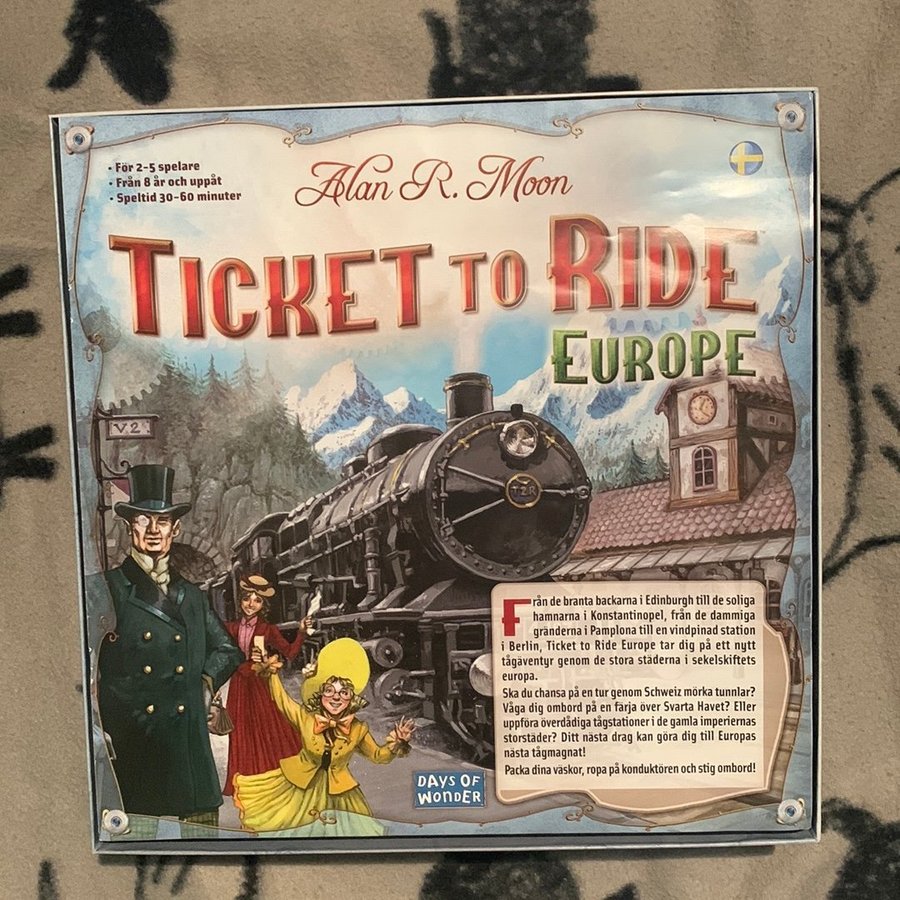 • För 2-5 spelare
• Från 8 år och uppåt
• Speltid 30-60 minuter
Alan R. Moon
TICKET TO RIDE™
EUROPE
V2
T2R
Från de branta backarna i Edinburgh till de soliga
hamnarna i Konstantinopel, från de dammiga
gränderna i Pamplona till en vindpinad station
i Berlin, Ticket to Ride Europe tar dig på ett nytt
tågäventyr genom de stora städerna i sekelskiftets
europa.
Ska du chansa på en tur genom Schweiz mörka tunnlar?
Våga dig ombord på en färja över Svarta Havet? Eller
uppföra överdådiga tågstationer i de gamla imperiernas
storstäder? Ditt nästa drag kan göra dig till Europas
nästa tågmagnat!
Packa dina väskor, ropa på konduktören och stig ombord!
DAYS OF
WONDER